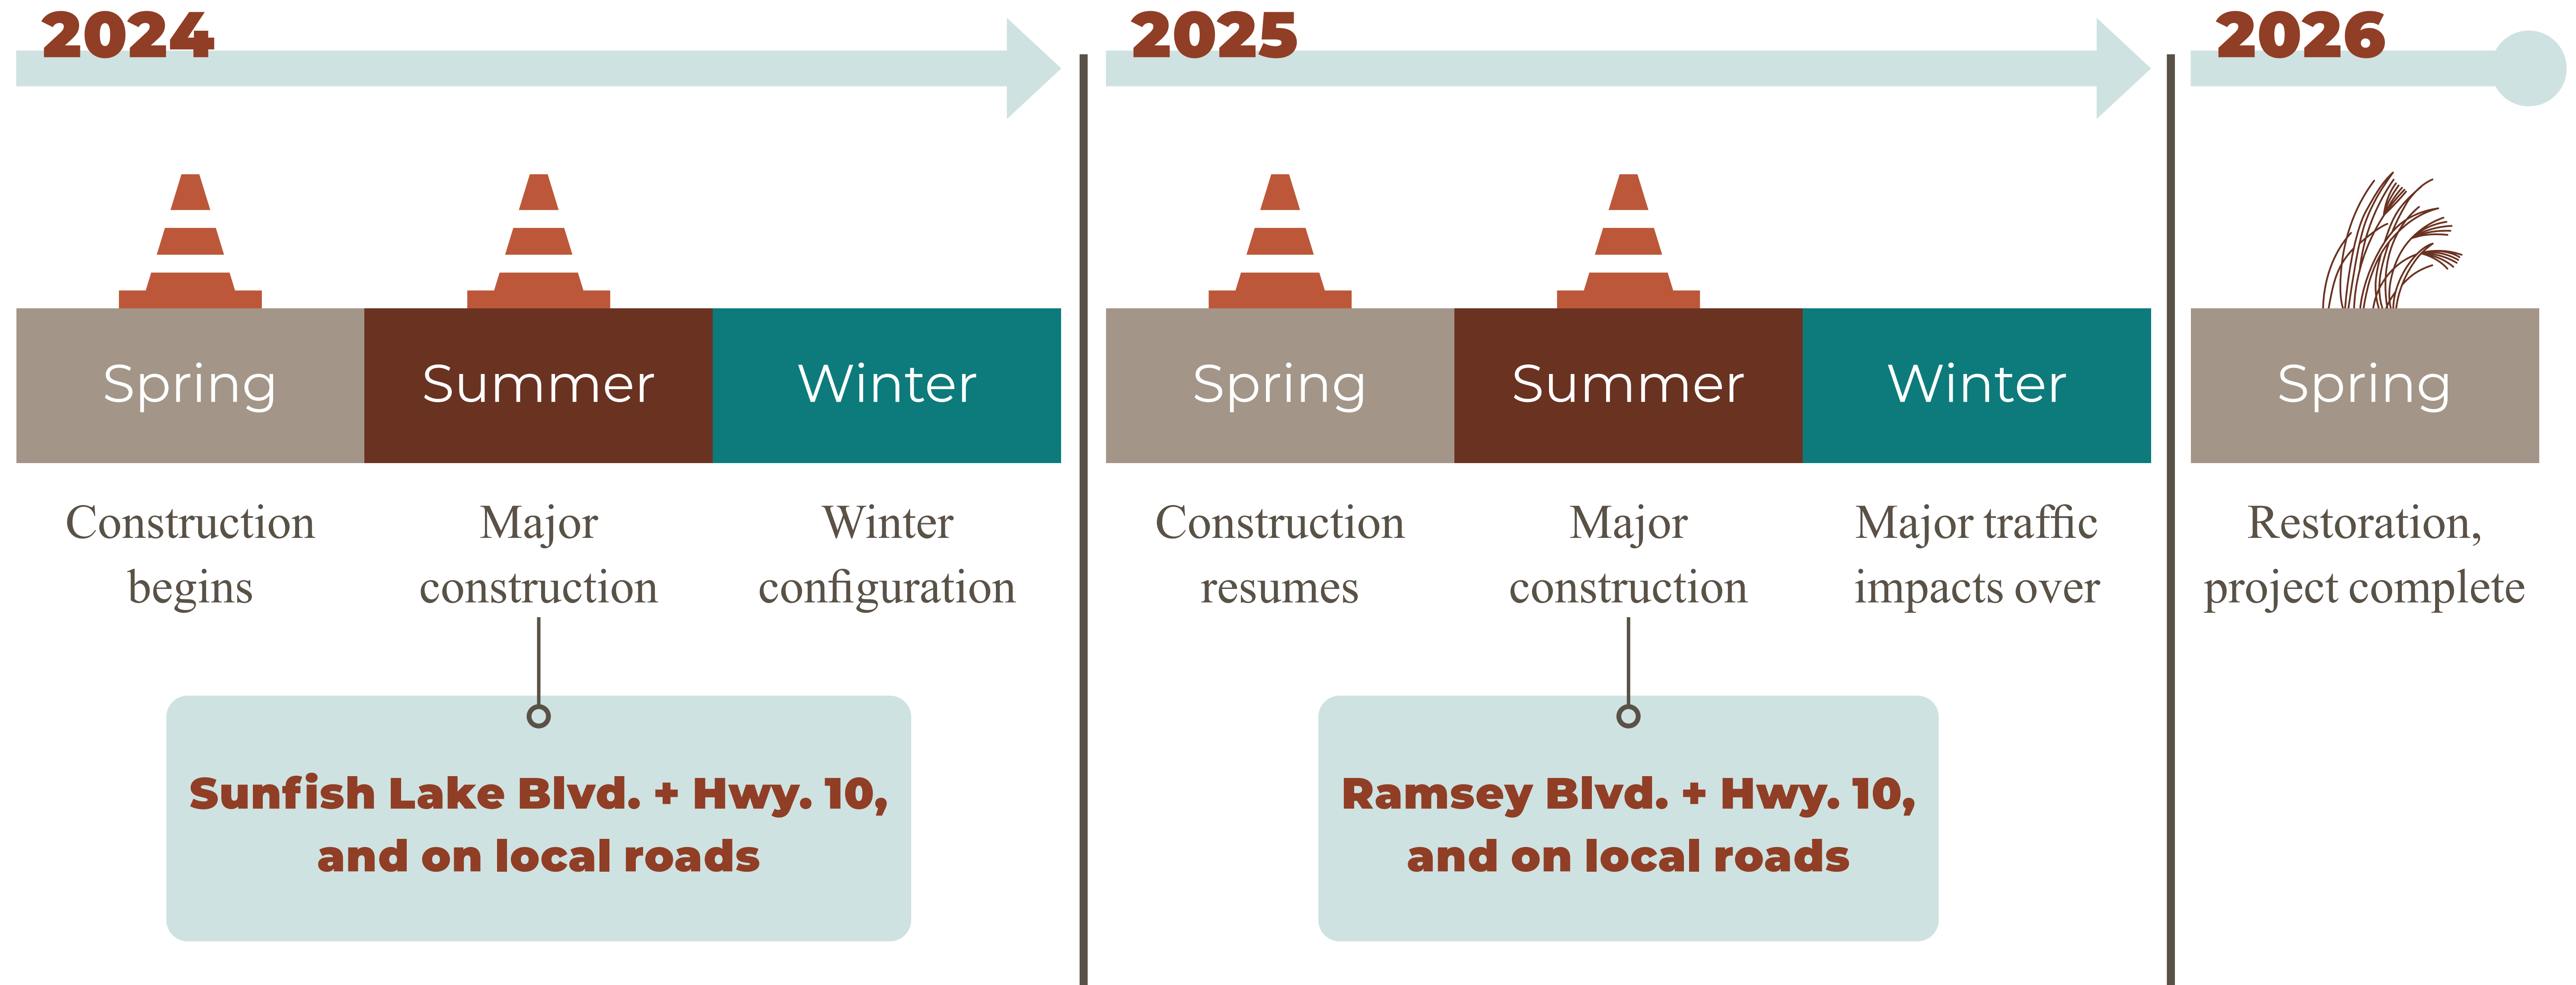 2024
Spring
Summer
Winter
Construction
begins
Major
construction
Winter
configuration
Sunfish Lake Blvd. + Hwy. 10,
and on local roads
2025
Spring
Summer
Winter
Construction
resumes
Major
construction
Major traffic
impacts over
Ramsey Blvd. + Hwy. 10,
and on local roads
2026
Spring
Restoration,
project complete